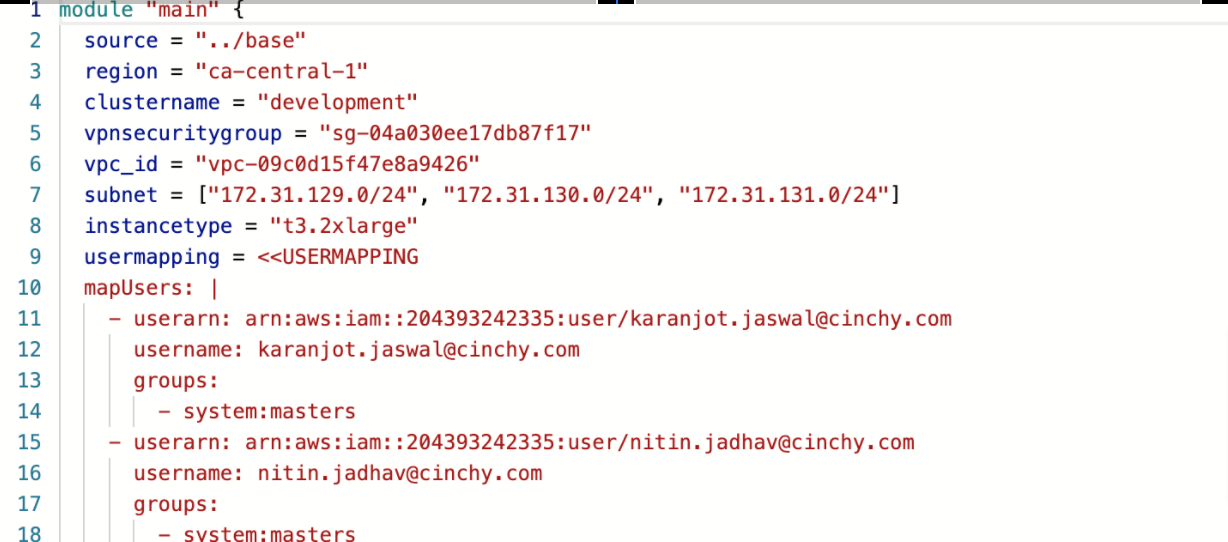 1 module "main" {
2 source = "../base"
3 region = "ca-central-1"
4 clustername = "development"
5 vpnsecuritygroup = "sg-04a030ee17db87f17"
6 vpc_id = "vpc-09c0d15f47e8a9426"
7 subnet = ["172.31.129.0/24", "172.31.130.0/24", "172.31.131.0/24"]
8 instancetype = "t3.2xlarge"
9 usermapping = <<USERMAPPING
10 mapUsers: |
11 - userarn: arn:aws:iam::204393242335:user/karanjot.jaswal@cinchy.com
12 username: karanjot.jaswal@cinchy.com
13 groups:
14 - system:masters
15 - userarn: arn:aws:iam::204393242335:user/nitin.jadhav@cinchy.com
16 username: nitin.jadhav@cinchy.com
17 groups:
18 - system:masters